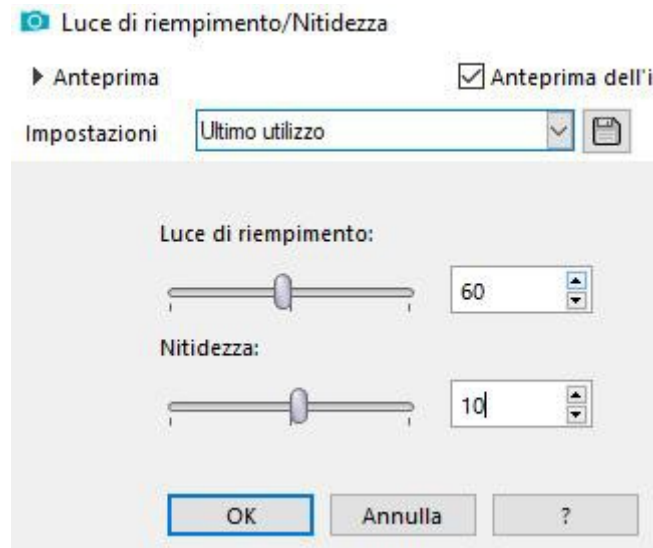 Luce di riempimento/Nitidezza
Anteprima Anteprima dell'i
Impostazioni Ultimo utilizzo
Luce di riempimento:
60
Nitidezza:
10
OK Annulla ?